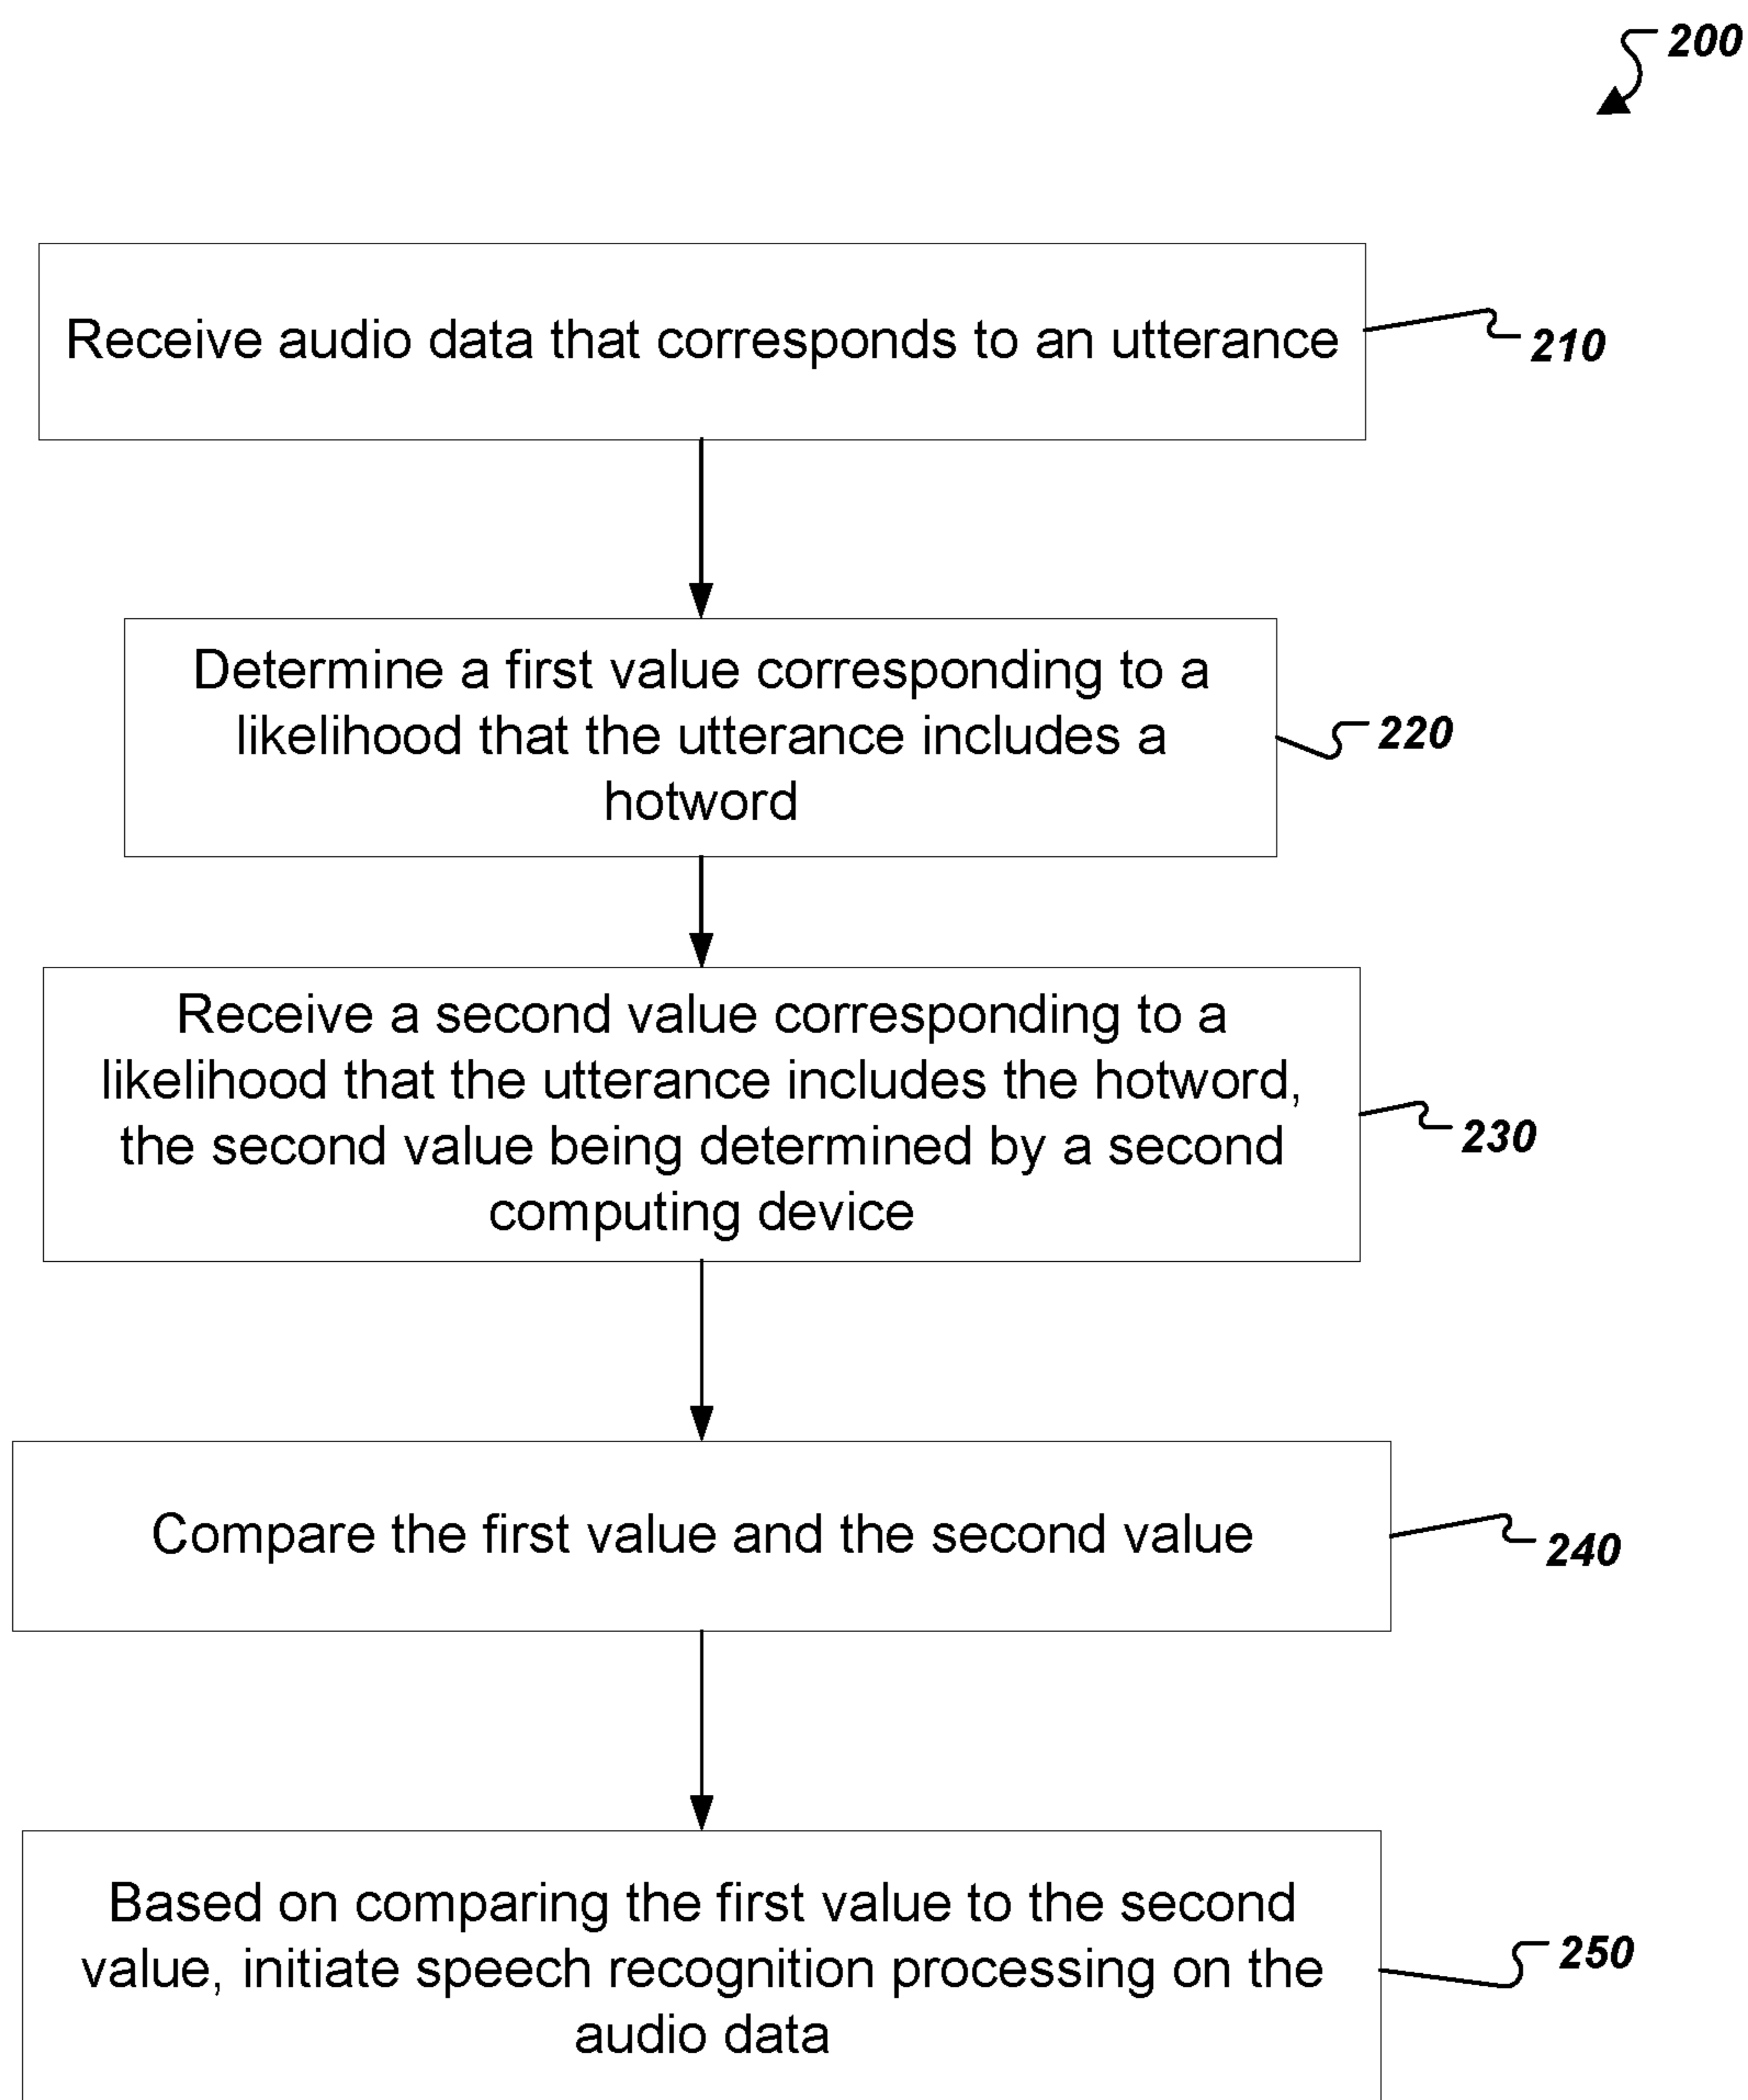 200
Receive audio data that corresponds to an utterance
210
Determine a first value corresponding to a
likelihood that the utterance includes a
hotword
220
Receive a second value corresponding to a
likelihood that the utterance includes the hotword,
the second value being determined by a second
computing device
230
Compare the first value and the second value
240
Based on comparing the first value to the second
value, initiate speech recognition processing on the
audio data
250